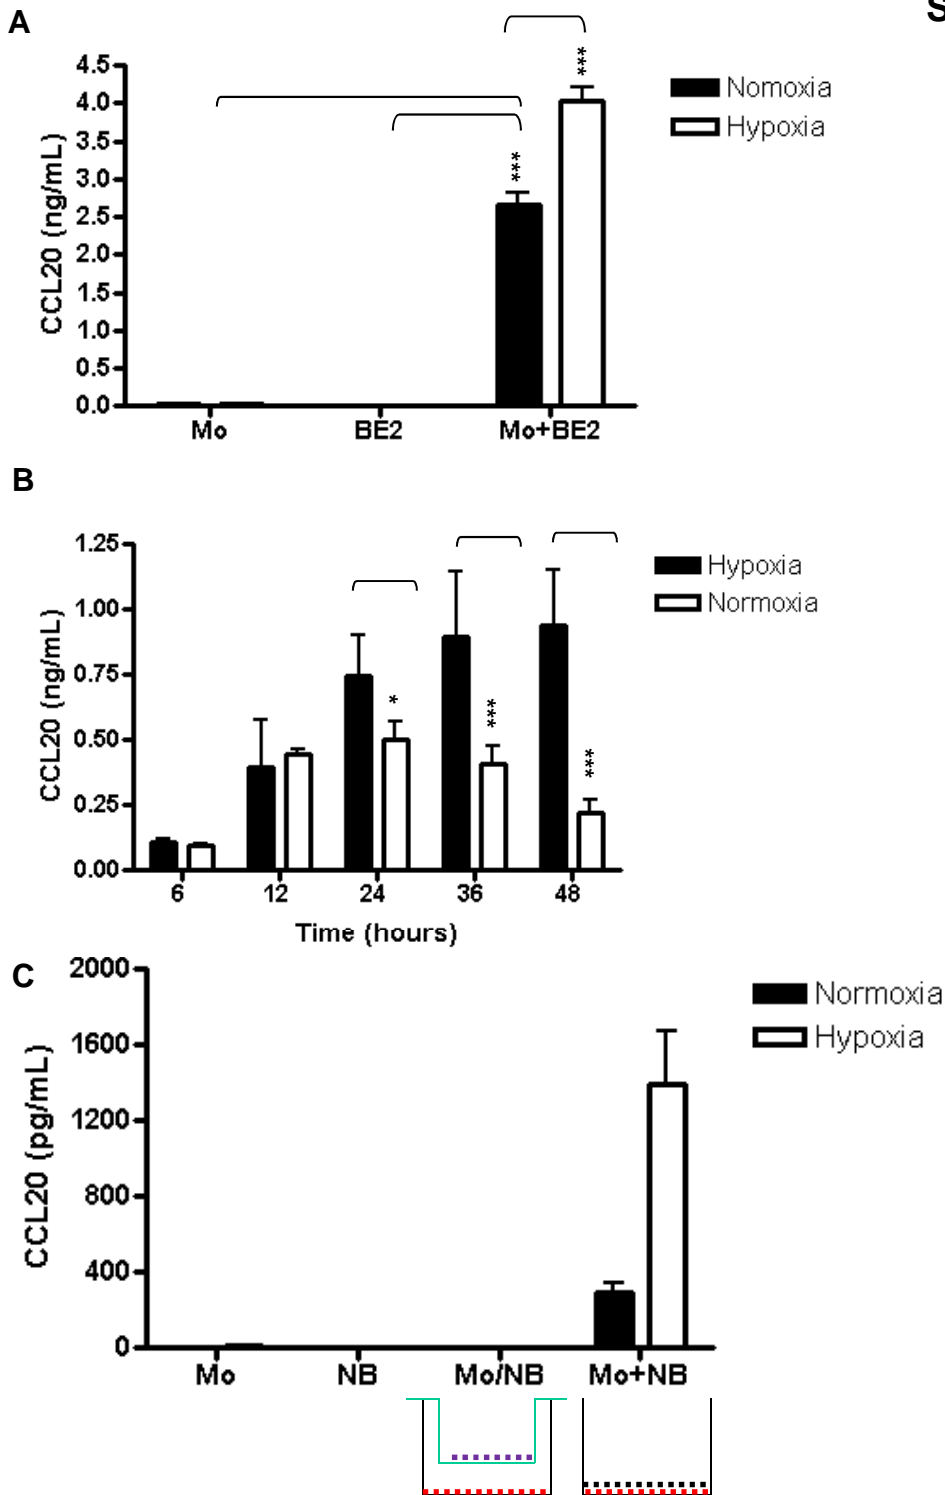 A
S
4.5
4.0
3.5
3.0
2.5
2.0
1.5
1.0
0.5
0.0
CCL20 (ng/mL)
***
***
Nomoxia
Hypoxia
Mo BE2 Mo+BE2
B
1.25
1.00
0.75
0.50
0.25
0.00
CCL20 (ng/mL)
*
***
***
Hypoxia
Normoxia
6 12 24 36 48
Time (hours)
C
2000
1600
1200
800
400
0
CCL20 (pg/mL)
Normoxia
Hypoxia
Mo NB Mo/NB Mo+NB